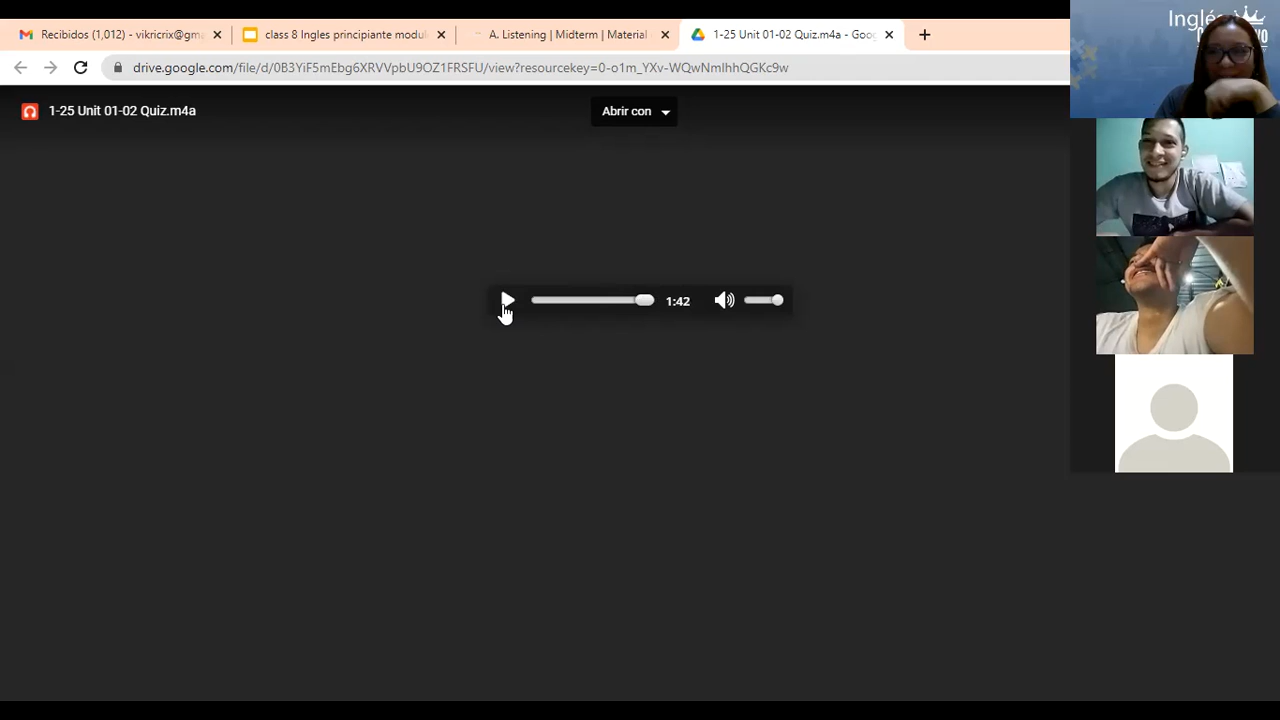 Recibidos (1,012) - vikricrix@gm
class 8 Ingles principiante modul
A. Listening | Midterm | Material
1-25 Unit 01-02 Quiz.m4a - Goo
drive.google.com/file/d/0B3YiF5mEbg6XRVVpbU9OZ1FRSFU/view?resourcekey=0-o1m_YXv-WQwNmlhhQGKc9w
1-25 Unit 01-02 Quiz.m4a
Abrir con
1:42